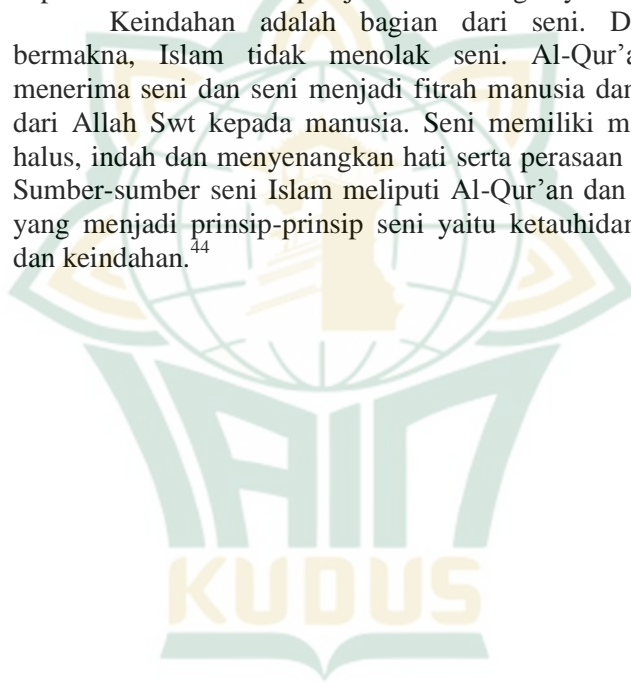 Keindahan adalah bagian dari seni. D
bermakna, Islam tidak menolak seni. Al-Qur'a
menerima seni dan seni menjadi fitrah manusia dan
dari Allah Swt kepada manusia. Seni memiliki m
halus, indah dan menyenangkan hati serta perasaan
Sumber-sumber seni Islam meliputi Al-Qur'an dan
yang menjadi prinsip-prinsip seni yaitu ketauhidan
dan keindahan.44
IAIN
KUDUS